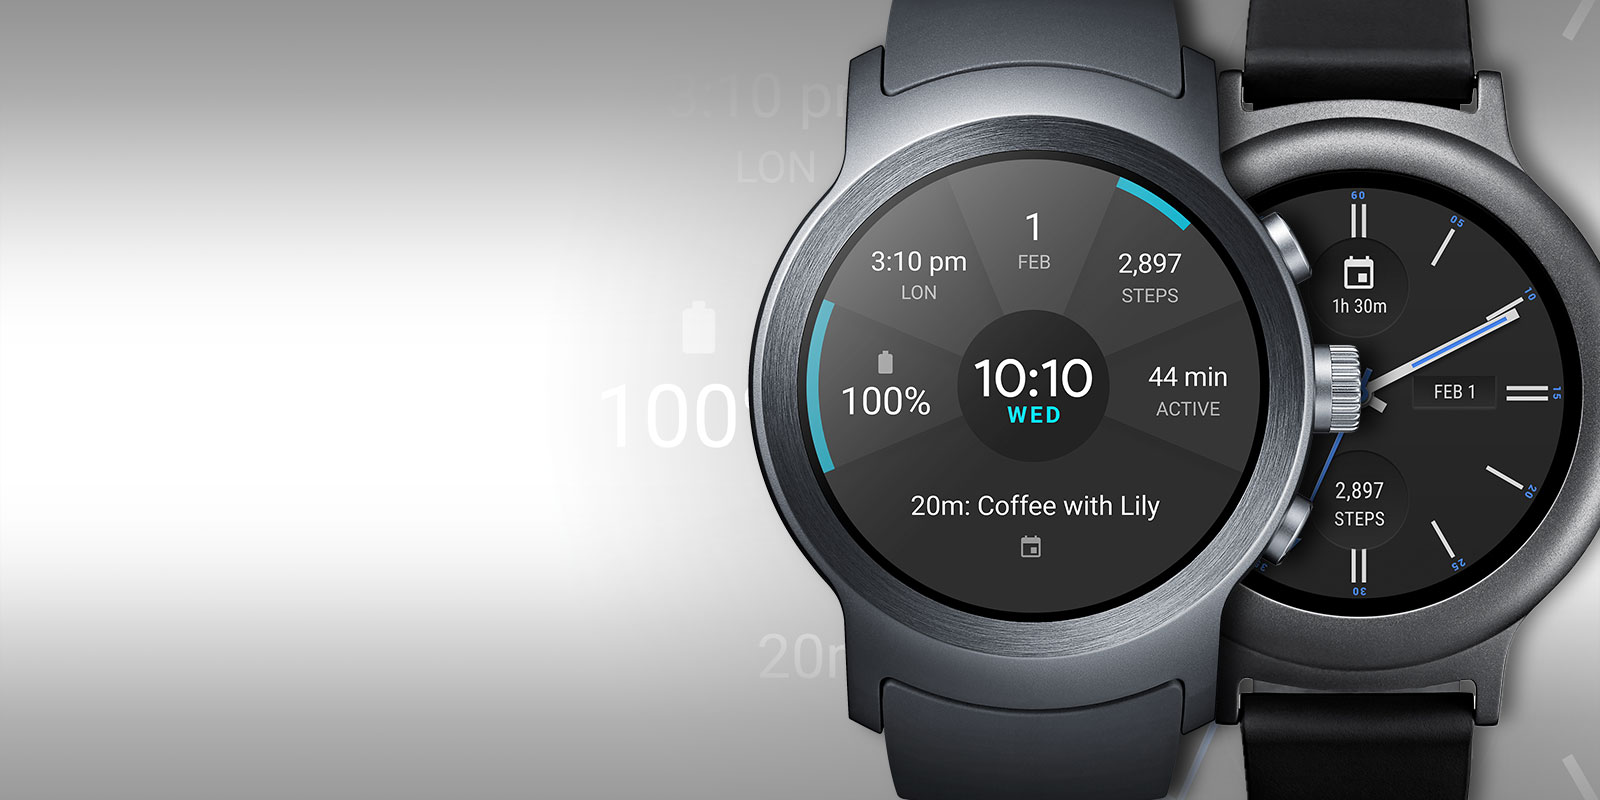 3:10 pm
LON
1
FEB
2,897
STEPS
100%
10:10
WED
44 min
ACTIVE
20m: Coffee with Lily
60
05
10
1h 30m
FEB 1
15
20
2,897
STEPS
25
30
3:10 p
LON
100%
20m